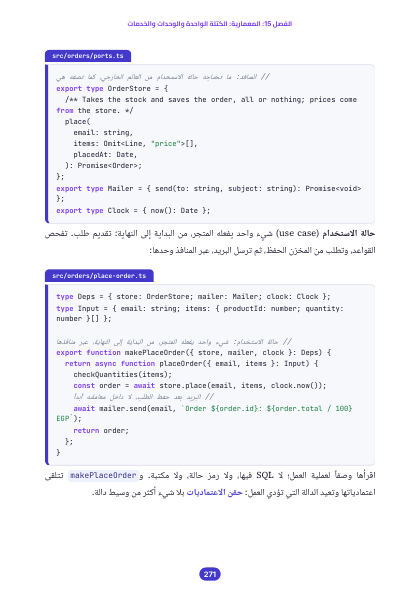 الفصل 15: المعمارية: الكتلة الواحدة والوحدات والخدمات
src/orders/ports.ts
// المنافذ: ما تحتاجه حالة الاستخدام من العالم الخارجي، كما تصفه هي
export type OrderStore = {
/** Takes the stock and saves the order, all or nothing; prices come
from the store. */
place(
email: string,
items: Omit<Line, "price">[],
placedAt: Date,
): Promise<Order>;
};
export type Mailer = { send(to: string, subject: string): Promise<void>
};
export type Clock = { now(): Date };
حالة الاستخدام (use case) شيء واحد يفعله المتجر، من البداية إلى النهاية: تقديم طلب. تفحص
القواعد، وتطلب من المخزن الحفظ، ثم ترسل البريد، عبر المنافذ وحدها:
src/orders/place-order.ts
type Deps = { store: OrderStore; mailer: Mailer; clock: Clock };
type Input = { email: string; items: { productId: number; quantity:
number }[] };
// حالة الاستخدام: شيء واحد يفعله المتجر، من البداية إلى النهاية، عبر منافذها
export function makePlaceOrder({ store, mailer, clock }: Deps) {
return async function placeOrder({ email, items }: Input) {
checkQuantities(items);
const order = await store.place(email, items, clock.now());
// البريد بعد حفظ الطلب، لا داخل معاملته أبداً
await mailer.send(email, `Order ${order.id}: ${order.total / 100}
EGP`);
return order;
};
}
اقرأها وصفاً لعملية العمل: لا SQL فيها، ولا رمز حالة، ولا مكتبة. و makePlaceOrder تتلقى
اعتمادياتها وتعيد الدالة التي تؤدي العمل: حقن الاعتماديات بلا شيء أكثر من وسيط دالة.
271